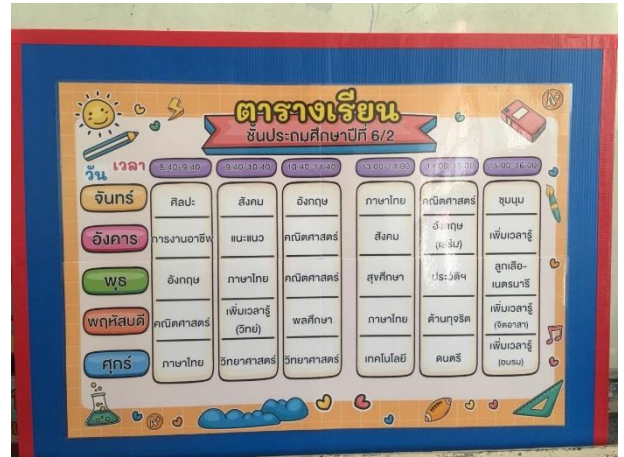 ตารางเรียน
ชั้นประถมศึกษาปีที่ 6/2
วัน เวลา 8:40-9:40 9:40-10:40 10:40-11:40 13:00-14:00 14:00-15:00 15:00-16:00
จันทร์ ศิลปะ สังคม อังกฤษ ภาษาไทย คณิตศาสตร์ ชุมนุม
อังคาร การงานอาชีพ แนะแนว คณิตศาสตร์ สังคม อังกฤษ (เสริม) เพิ่มเวลารู้
พุธ อังกฤษ ภาษาไทย คณิตศาสตร์ สุขศึกษา ประวัติฯ ลูกเสือ-เนตรนารี
พฤหัสบดี คณิตศาสตร์ เพิ่มเวลารู้ (วิทย์) พลศึกษา ภาษาไทย ต้านทุจริต เพิ่มเวลารู้ (จิตอาสา)
ศุกร์ ภาษาไทย วิทยาศาสตร์ วิทยาศาสตร์ เทคโนโลยี ดนตรี เพิ่มเวลารู้ (อบรม)